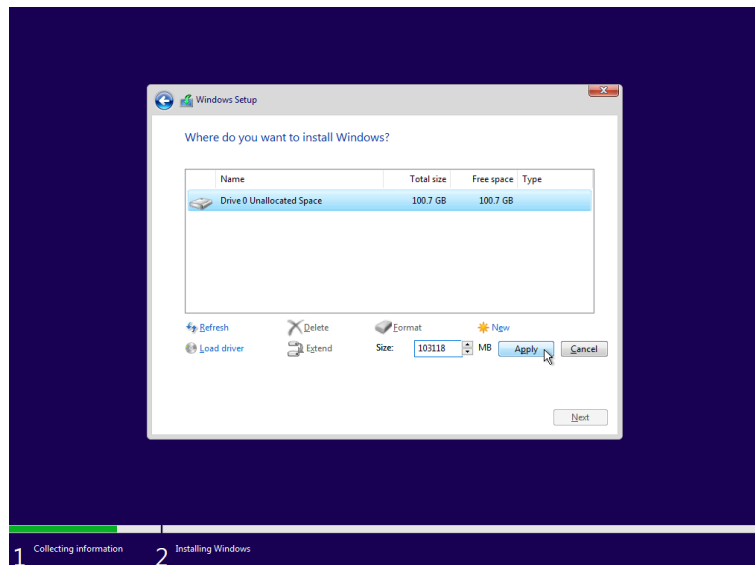 Windows Setup
Where do you want to install Windows?
Name Total size Free space Type
Drive 0 Unallocated Space 100.7 GB 100.7 GB
Refresh Delete Format New
Load driver Extend Size: 103118 MB Apply Cancel
Next
1 Collecting information 2 Installing Windows